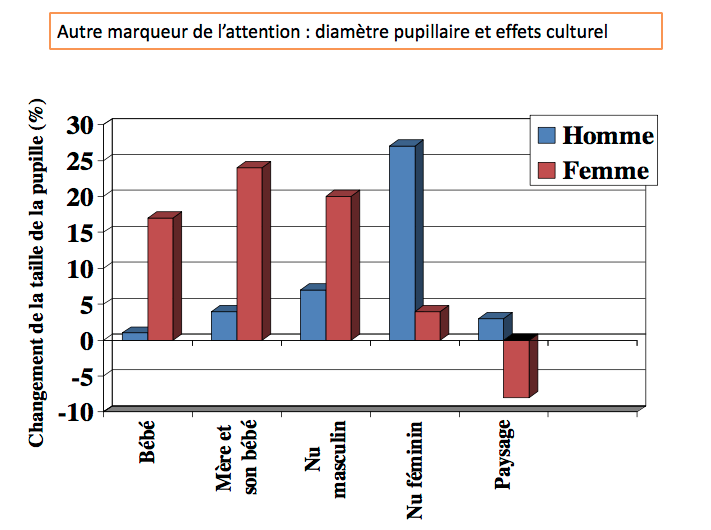 Autre marqueur de l'attention : diamètre pupillaire et effets culturel
Changement de la taille de la pupille (%)
30
25
20
15
10
5
0
-5
-10
Homme
Femme
Bébé
Mère et
son bébé
Nu
masculin
Nu féminin
Paysage